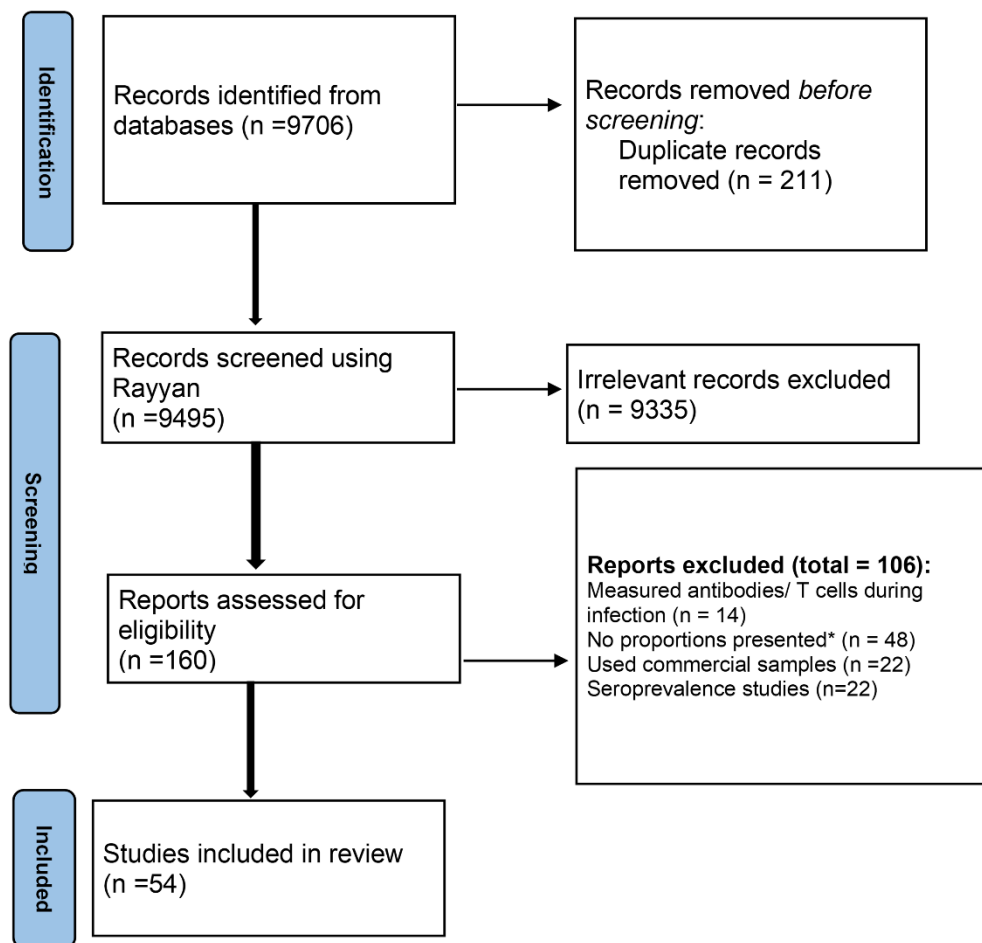 Identification
Records identified from
databases (n =9706)
Records removed before
screening:
Duplicate records
removed (n = 211)
Screening
Records screened using
Rayyan
(n =9495)
Irrelevant records excluded
(n = 9335)
Reports assessed for
eligibility
(n =160)
Reports excluded (total = 106):
Measured antibodies/ T cells during
infection (n = 14)
No proportions presented* (n = 48)
Used commercial samples (n =22)
Seroprevalence studies (n=22)
Included
Studies included in review
(n =54)